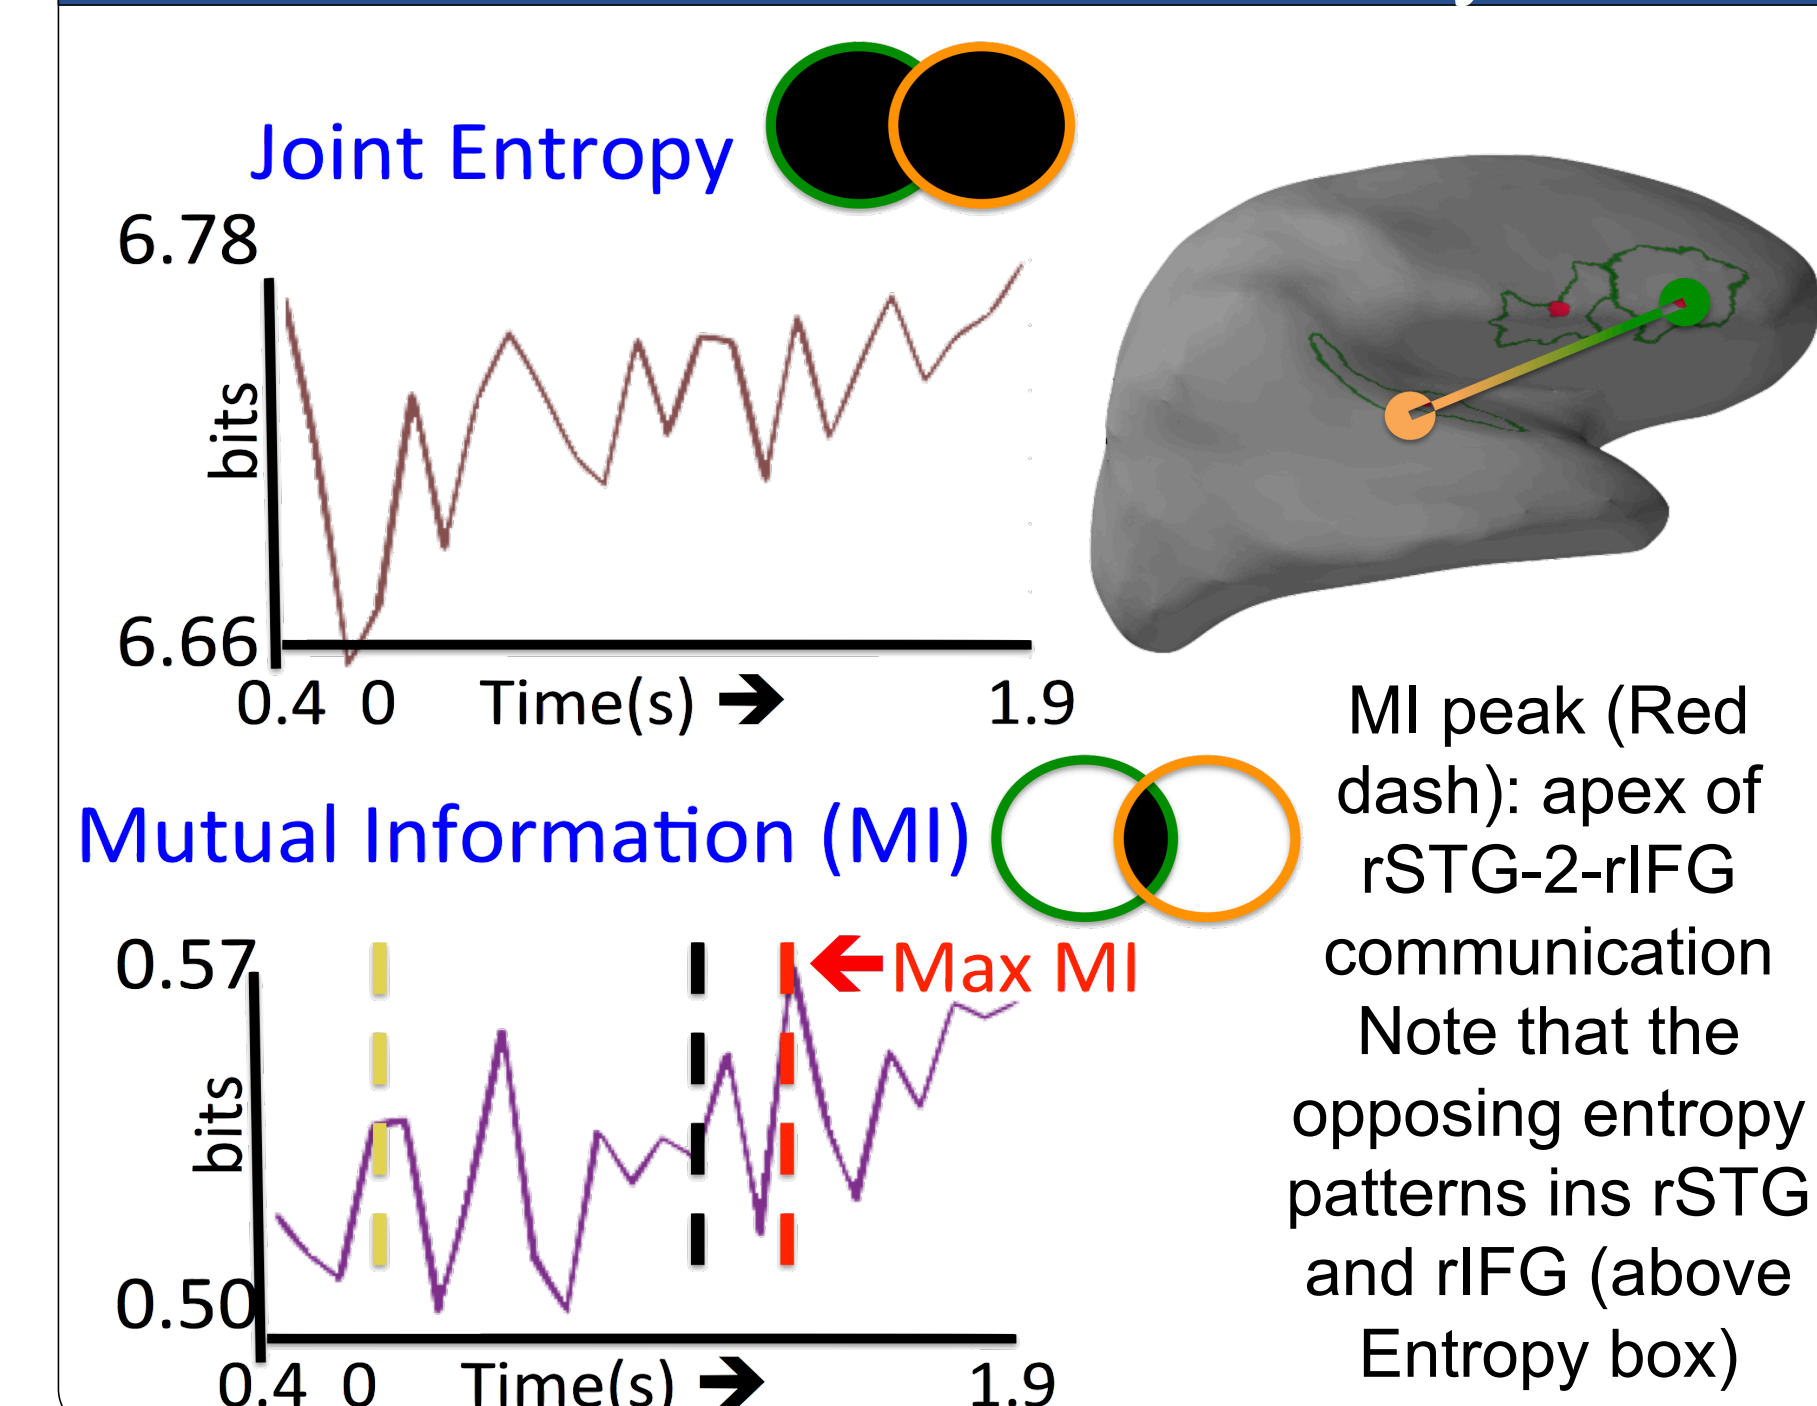 Joint Entropy
6.78
bits
6.66
0.4 0 Time(s) 1.9
Mutual Information (MI)
0.57
Max MI
bits
0.50
0.4 0 Time(s) 1.9
MI peak (Red
dash): apex of
rSTG-2-rIFG
communication
Note that the
opposing entropy
patterns ins rSTG
and rIFG (above
Entropy box)